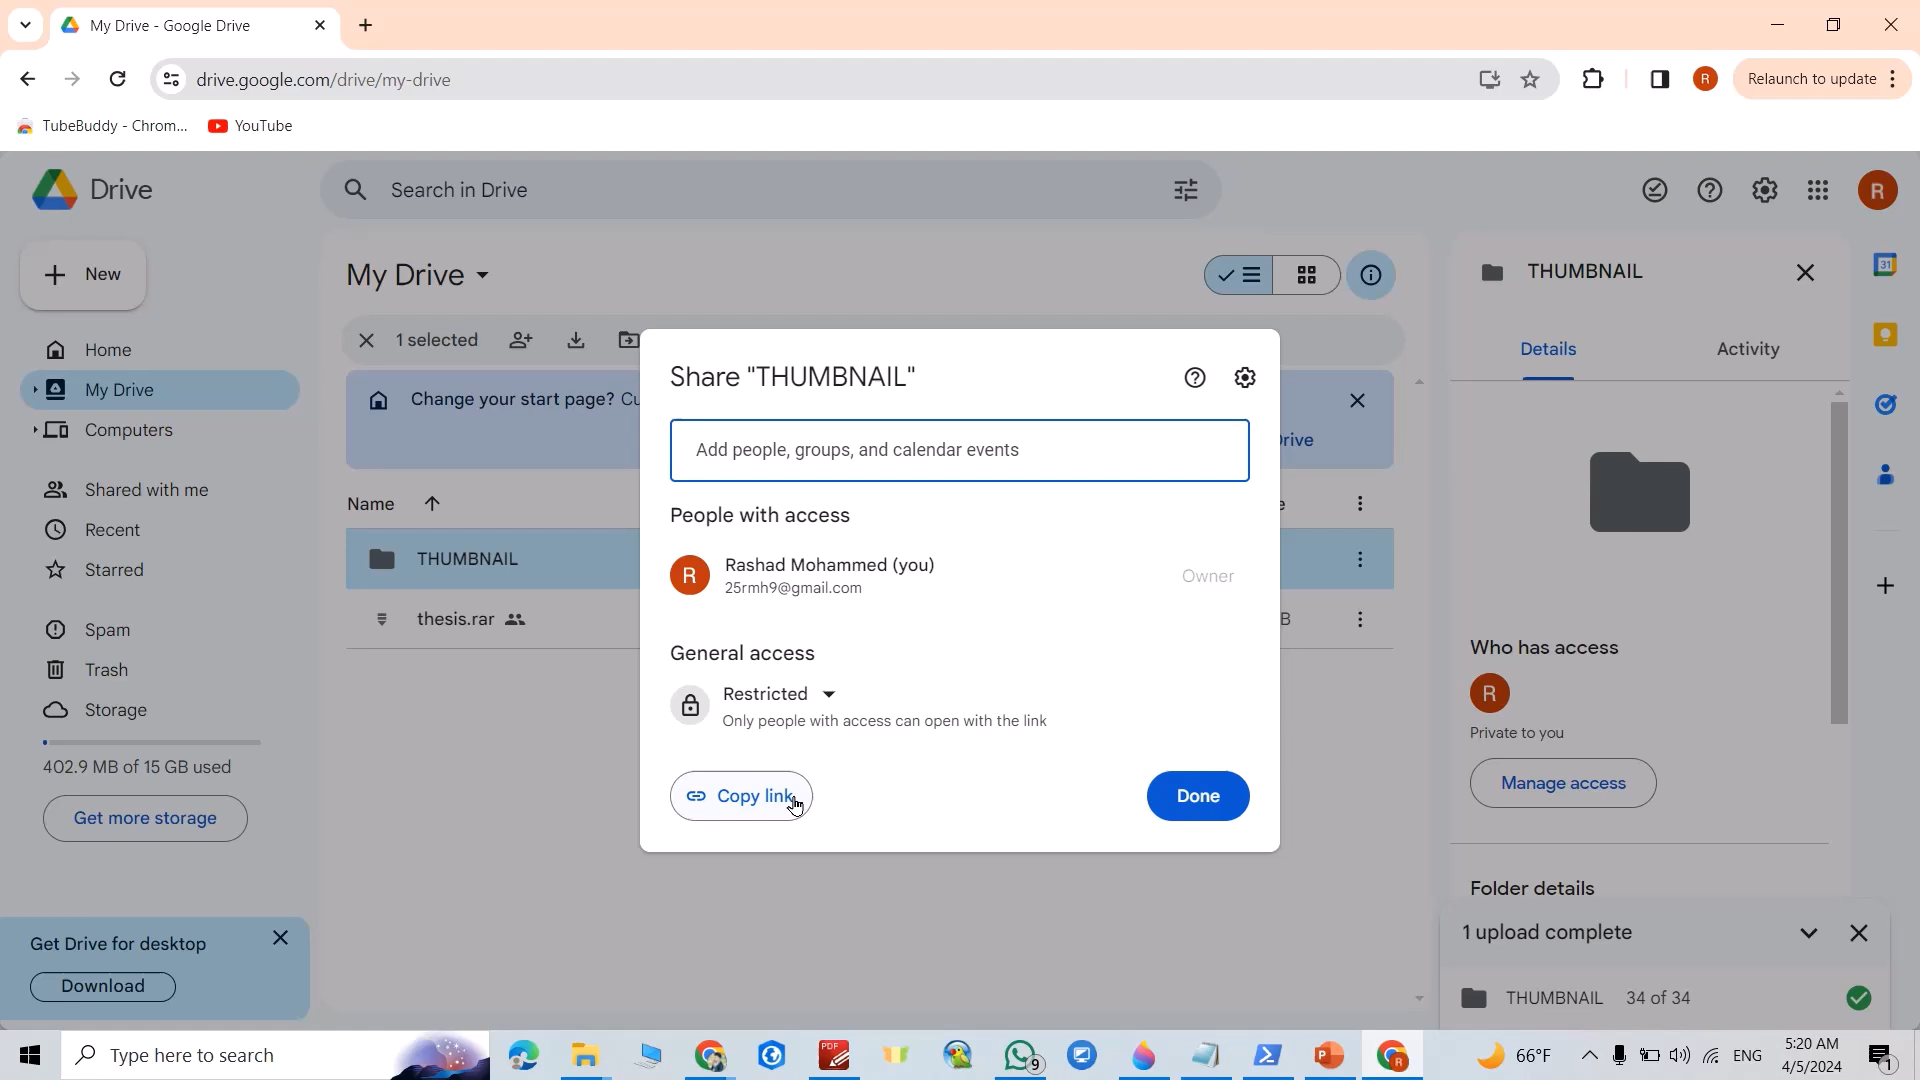 My Drive - Google Drive
drive.google.com/drive/my-drive
R
Relaunch to update
TubeBuddy - Chrom...
YouTube
Drive
Search in Drive
R
New
My Drive
31
THUMBNAIL
Home
1 selected
Details
Activity
My Drive
Change your start page? Cu
Drive
Computers
Share "THUMBNAIL"
Add people, groups, and calendar events
Shared with me
Name
People with access
Recent
THUMBNAIL
R
Rashad Mohammed (you)
25rmh9@gmail.com
Owner
Starred
Spam
thesis.rar
B
Who has access
General access
Trash
R
Restricted
Only people with access can open with the link
Private to you
Storage
402.9 MB of 15 GB used
Manage access
Get more storage
Copy link
Done
Folder details
Get Drive for desktop
1 upload complete
Download
THUMBNAIL
34 of 34
Type here to search
PDF
9
66°F
ENG
5:20 AM
4/5/2024
1